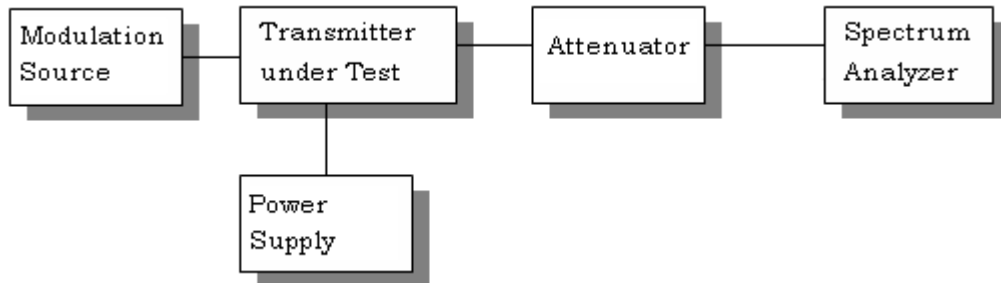 Modulation
Source
Transmitter
under Test
Attenuator
Spectrum
Analyzer
Power
Supply